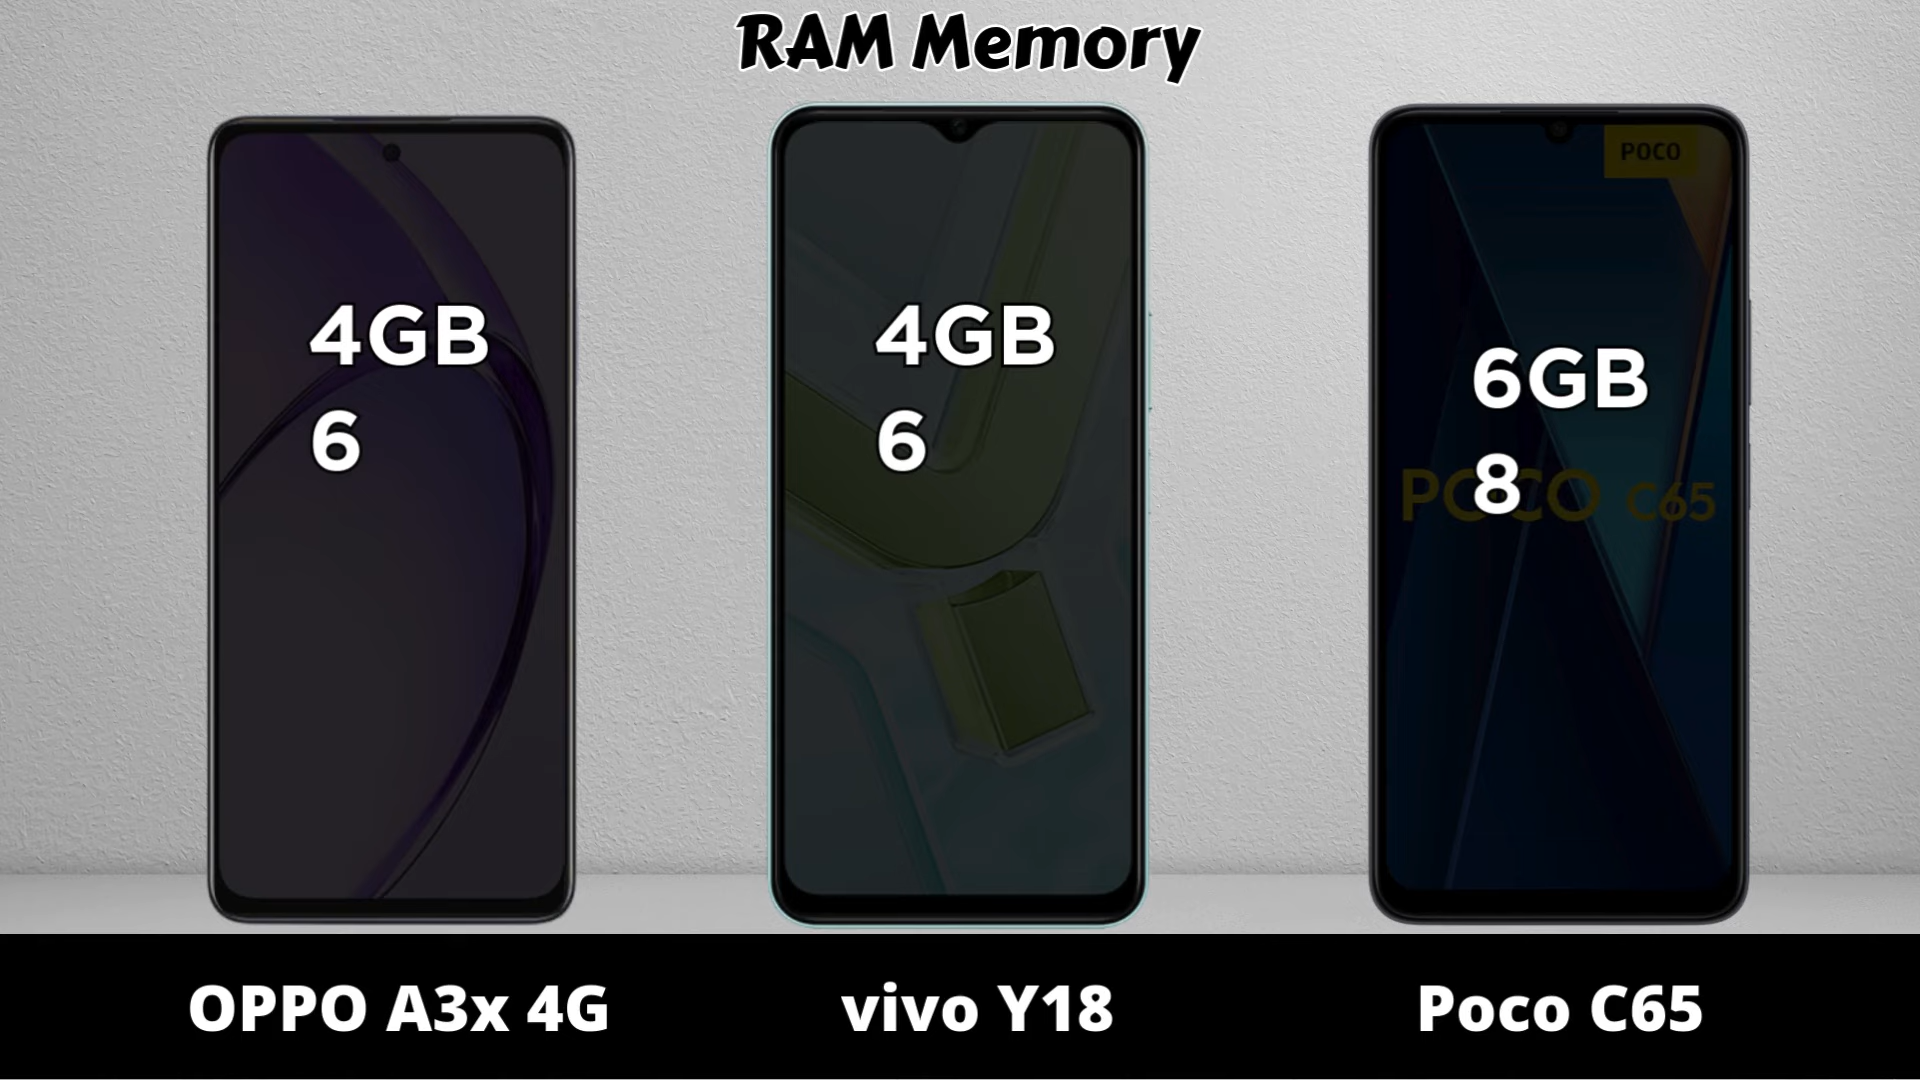 RAM Memory
POCO
4GB
6
4GB
6
6GB
8
POCO C65
OPPO A3x 4G
vivo Y18
Poco C65